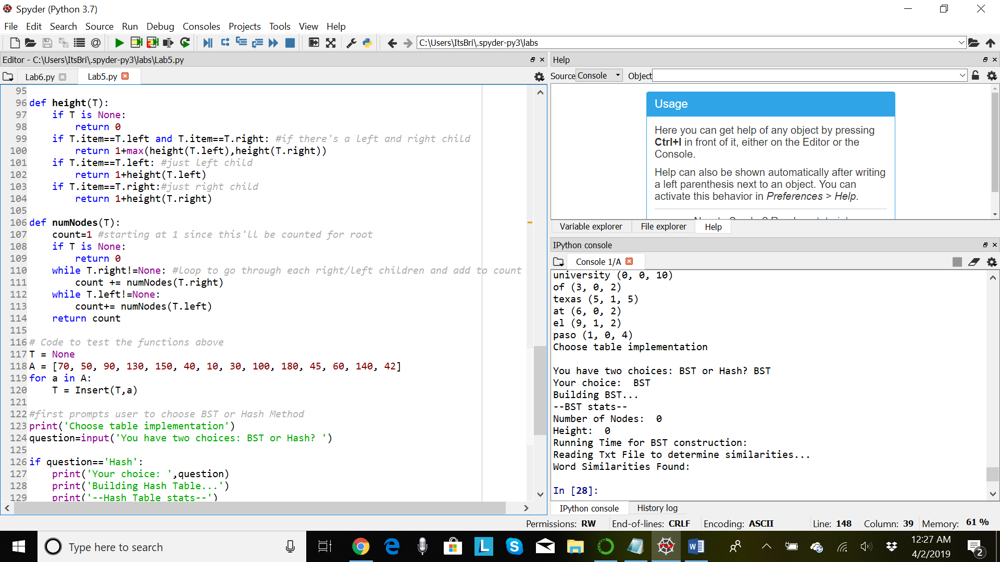 Spyder (Python 3.7)
File Edit Search Source Run Debug Consoles Projects Tools View Help
C:\Users\ItsBri\.spyder-py3\labs
Editor - C:\Users\ItsBri\.spyder-py3\labs\Lab5.py
Lab6.py Lab5.py
95
96 def height(T):
97     if T is None:
98         return 0
99     if T.item==T.left and T.item==T.right: #if there's a left and right child
100         return 1+max(height(T.left),height(T.right))
101     if T.item==T.left: #just left child
102         return 1+height(T.left)
103     if T.item==T.right:#just right child
104         return 1+height(T.right)
105
106 def numNodes(T):
107     count=1 #starting at 1 since this'll be counted for root
108     if T is None:
109         return 0
110     while T.right!=None: #loop to go through each right/left children and add to count
111         count += numNodes(T.right)
112     while T.left!=None:
113         count+= numNodes(T.left)
114     return count
115
116 # Code to test the functions above
117 T = None
118 A = [70, 50, 90, 130, 150, 40, 10, 30, 100, 180, 45, 60, 140, 42]
119 for a in A:
120     T = Insert(T,a)
121
122 #first prompts user to choose BST or Hash Method
123 print('Choose table implementation')
124 question=input('You have two choices: BST or Hash? ')
125
126 if question=='Hash':
127     print('Your choice: ',question)
128     print('Building Hash Table...')
129     print('--Hash Table stats--')
Help
Source Console Object
Usage
Here you can get help of any object by pressing
Ctrl+I in front of it, either on the Editor or the
Console.
Help can also be shown automatically after writing
a left parenthesis next to an object. You can
activate this behavior in Preferences > Help.
Variable explorer File explorer Help
IPython console
Console 1/A
university (0, 0, 10)
of (3, 0, 2)
texas (5, 1, 5)
at (6, 0, 2)
el (9, 1, 2)
paso (1, 0, 4)
Choose table implementation
You have two choices: BST or Hash? BST
Your choice:  BST
Building BST...
--BST stats--
Number of Nodes:  0
Height:  0
Running Time for BST construction:
Reading Txt File to determine similarities...
Word Similarities Found:
In [28]:
IPython console History log
Permissions: RW End-of-lines: CRLF Encoding: ASCII Line: 148 Column: 39 Memory: 61 %
Type here to search
12:27 AM
4/2/2019
2